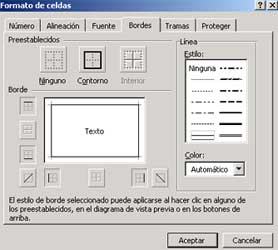 Formato de celdas
Número Alineación Fuente Bordes Tramas Proteger
Preestablecidos
Línea
Estilo:
Ninguna
Ninguno Contorno Interior
Borde
Texto
Color:
Automático
El estilo de borde seleccionado puede aplicarse al hacer clic en alguno de
los preestablecidos, en el diagrama de vista previa o en los botones de
arriba.
Aceptar Cancelar